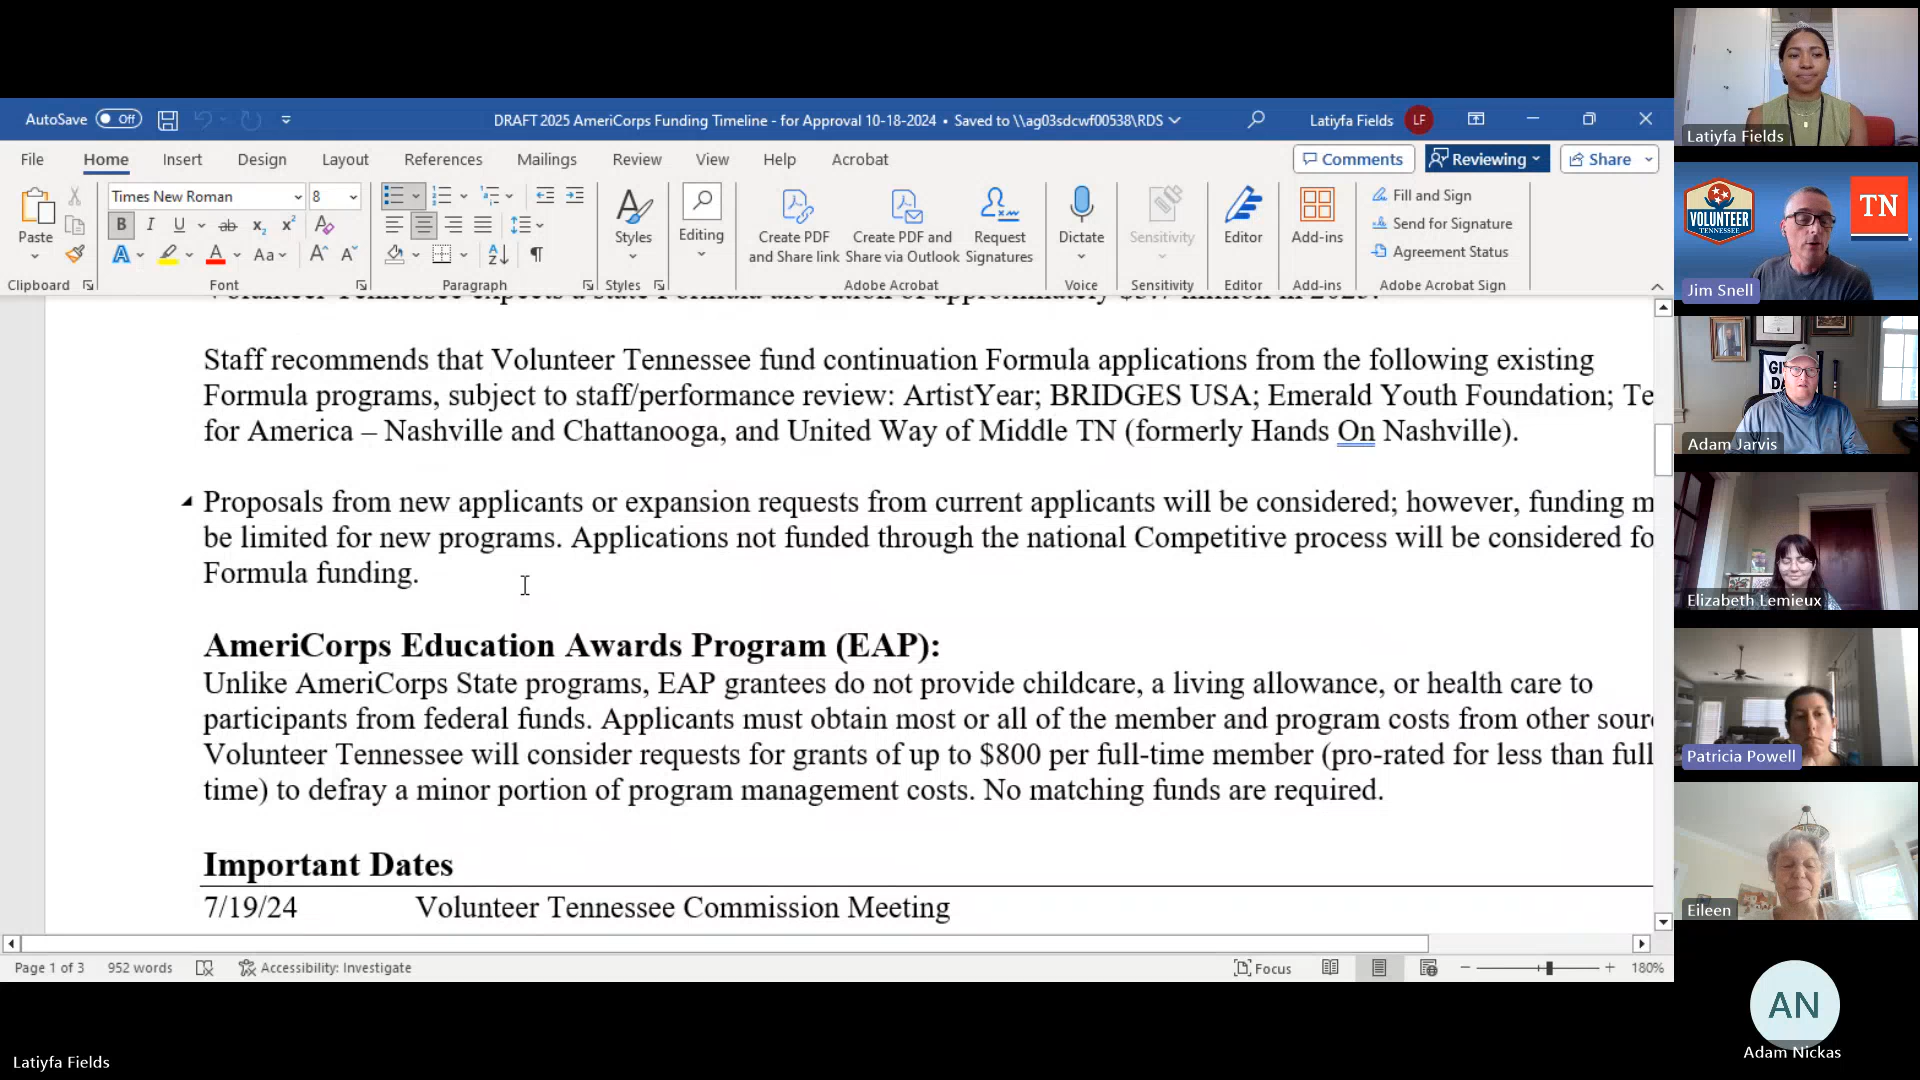 AutoSave Off
DRAFT 2025 AmeriCorps Funding Timeline - for Approval 10-18-2024 • Saved to \\ag03sdcwf00538\RDS
Latiyfa Fields LF
File Home Insert Design Layout References Mailings Review View Help Acrobat
Comments Reviewing Share
Times New Roman 8
Paste
Styles
Editing
Create PDF and Share link
Create PDF and Share via Outlook
Request Signatures
Dictate
Sensitivity
Editor
Add-ins
Fill and Sign
Send for Signature
Agreement Status
Clipboard Font Paragraph Styles Adobe Acrobat Voice Sensitivity Editor Add-ins Adobe Acrobat Sign
Volunteer Tennessee expects a state Formula allocation of approximately $3.7 million in 2025.
Staff recommends that Volunteer Tennessee fund continuation Formula applications from the following existing
Formula programs, subject to staff/performance review: ArtistYear; BRIDGES USA; Emerald Youth Foundation; Te
for America – Nashville and Chattanooga, and United Way of Middle TN (formerly Hands On Nashville).
Proposals from new applicants or expansion requests from current applicants will be considered; however, funding m
be limited for new programs. Applications not funded through the national Competitive process will be considered fo
Formula funding.
AmeriCorps Education Awards Program (EAP):
Unlike AmeriCorps State programs, EAP grantees do not provide childcare, a living allowance, or health care to
participants from federal funds. Applicants must obtain most or all of the member and program costs from other sour
Volunteer Tennessee will consider requests for grants of up to $800 per full-time member (pro-rated for less than full
time) to defray a minor portion of program management costs. No matching funds are required.
Important Dates
7/19/24 Volunteer Tennessee Commission Meeting
Page 1 of 3 952 words Accessibility: Investigate Focus 180%
Latiyfa Fields
Latiyfa Fields
VOLUNTEER
TENNESSEE
TN
Jim Snell
Adam Jarvis
Elizabeth Lemieux
Patricia Powell
Eileen
AN
Adam Nickas